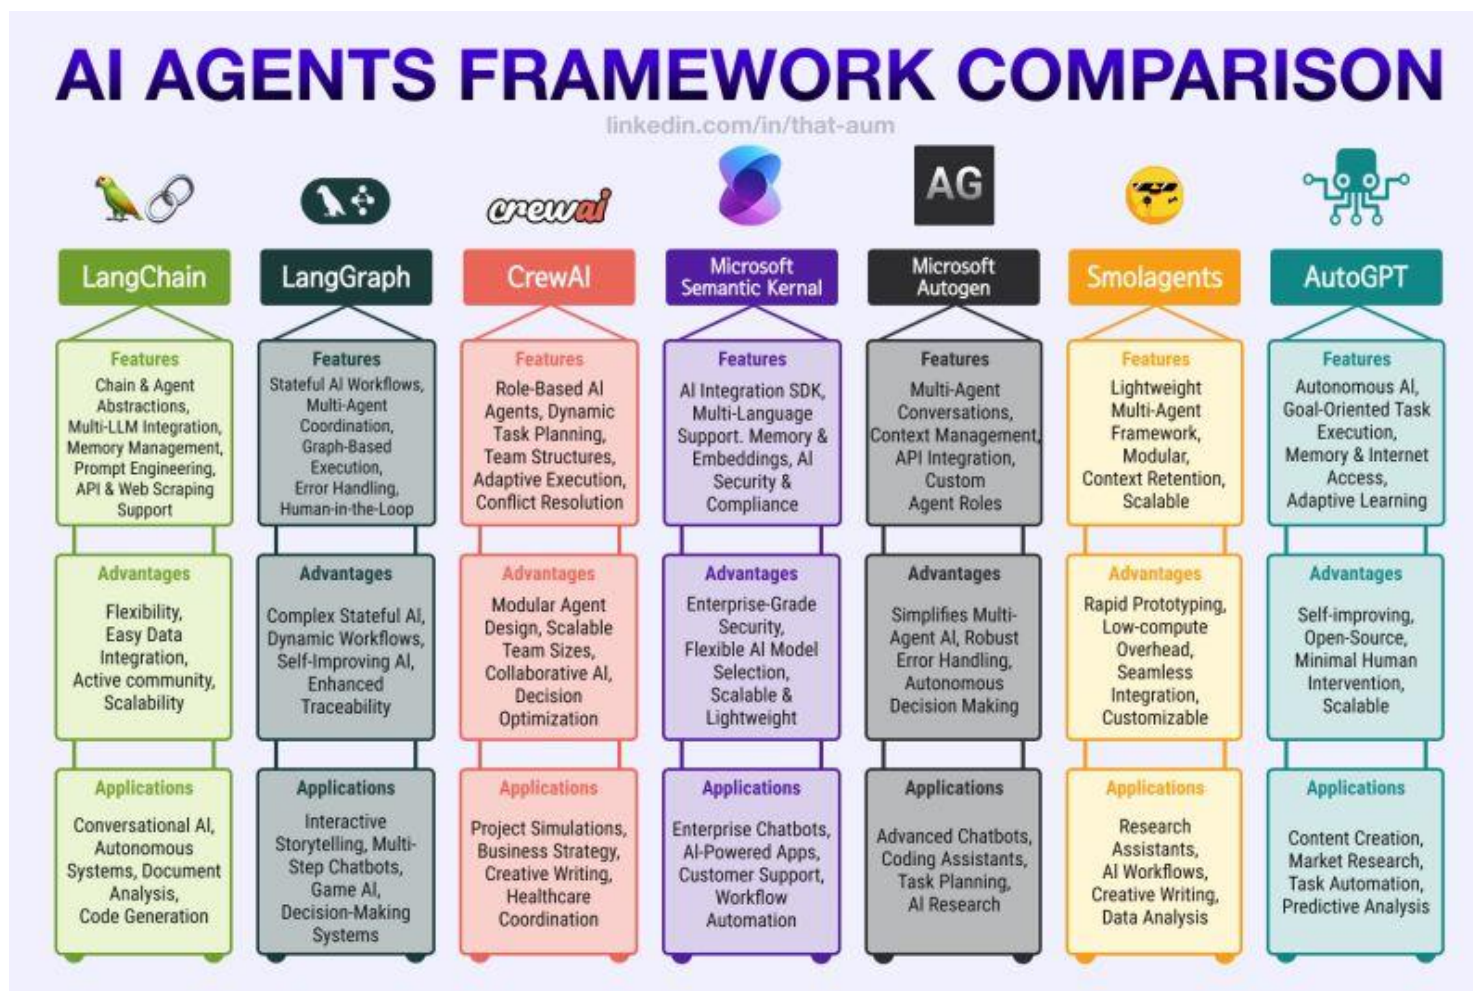 AI AGENTS FRAMEWORK COMPARISON
linkedin.com/in/that-aum
crewai
AG
LangChain
LangGraph
CrewAI
Microsoft
Semantic Kernel
Microsoft
Autogen
Smolagents
AutoGPT
Features
Chain & Agent
Abstractions,
Multi-LLM Integration,
Memory Management,
Prompt Engineering,
API & Web Scraping
Support
Features
Stateful AI Workflows,
Multi-Agent
Coordination,
Graph-Based
Execution,
Error Handling,
Human-in-the-Loop
Features
Role-Based AI
Agents, Dynamic
Task Planning,
Team Structures,
Adaptive Execution,
Conflict Resolution
Features
AI Integration SDK,
Multi-Language
Support. Memory &
Embeddings, AI
Security &
Compliance
Features
Multi-Agent
Conversations,
Context Management,
API Integration,
Custom
Agent Roles
Features
Lightweight
Multi-Agent
Framework,
Modular,
Context Retention,
Scalable
Features
Autonomous AI,
Goal-Oriented Task
Execution,
Memory & Internet
Access,
Adaptive Learning
Advantages
Flexibility,
Easy Data
Integration,
Active community,
Scalability
Advantages
Complex Stateful AI,
Dynamic Workflows,
Self-Improving AI,
Enhanced
Traceability
Advantages
Modular Agent
Design, Scalable
Team Sizes,
Collaborative AI,
Decision
Optimization
Advantages
Enterprise-Grade
Security,
Flexible AI Model
Selection,
Scalable &
Lightweight
Advantages
Simplifies Multi-
Agent AI, Robust
Error Handling,
Autonomous
Decision Making
Advantages
Rapid Prototyping,
Low-compute
Overhead,
Seamless
Integration,
Customizable
Advantages
Self-improving,
Open-Source,
Minimal Human
Intervention,
Scalable
Applications
Conversational AI,
Autonomous
Systems, Document
Analysis,
Code Generation
Applications
Interactive
Storytelling, Multi-
Step Chatbots,
Game AI,
Decision-Making
Systems
Applications
Project Simulations,
Business Strategy,
Creative Writing,
Healthcare
Coordination
Applications
Enterprise Chatbots,
AI-Powered Apps,
Customer Support,
Workflow
Automation
Applications
Advanced Chatbots,
Coding Assistants,
Task Planning,
AI Research
Applications
Research
Assistants,
AI Workflows,
Creative Writing,
Data Analysis
Applications
Content Creation,
Market Research,
Task Automation,
Predictive Analysis